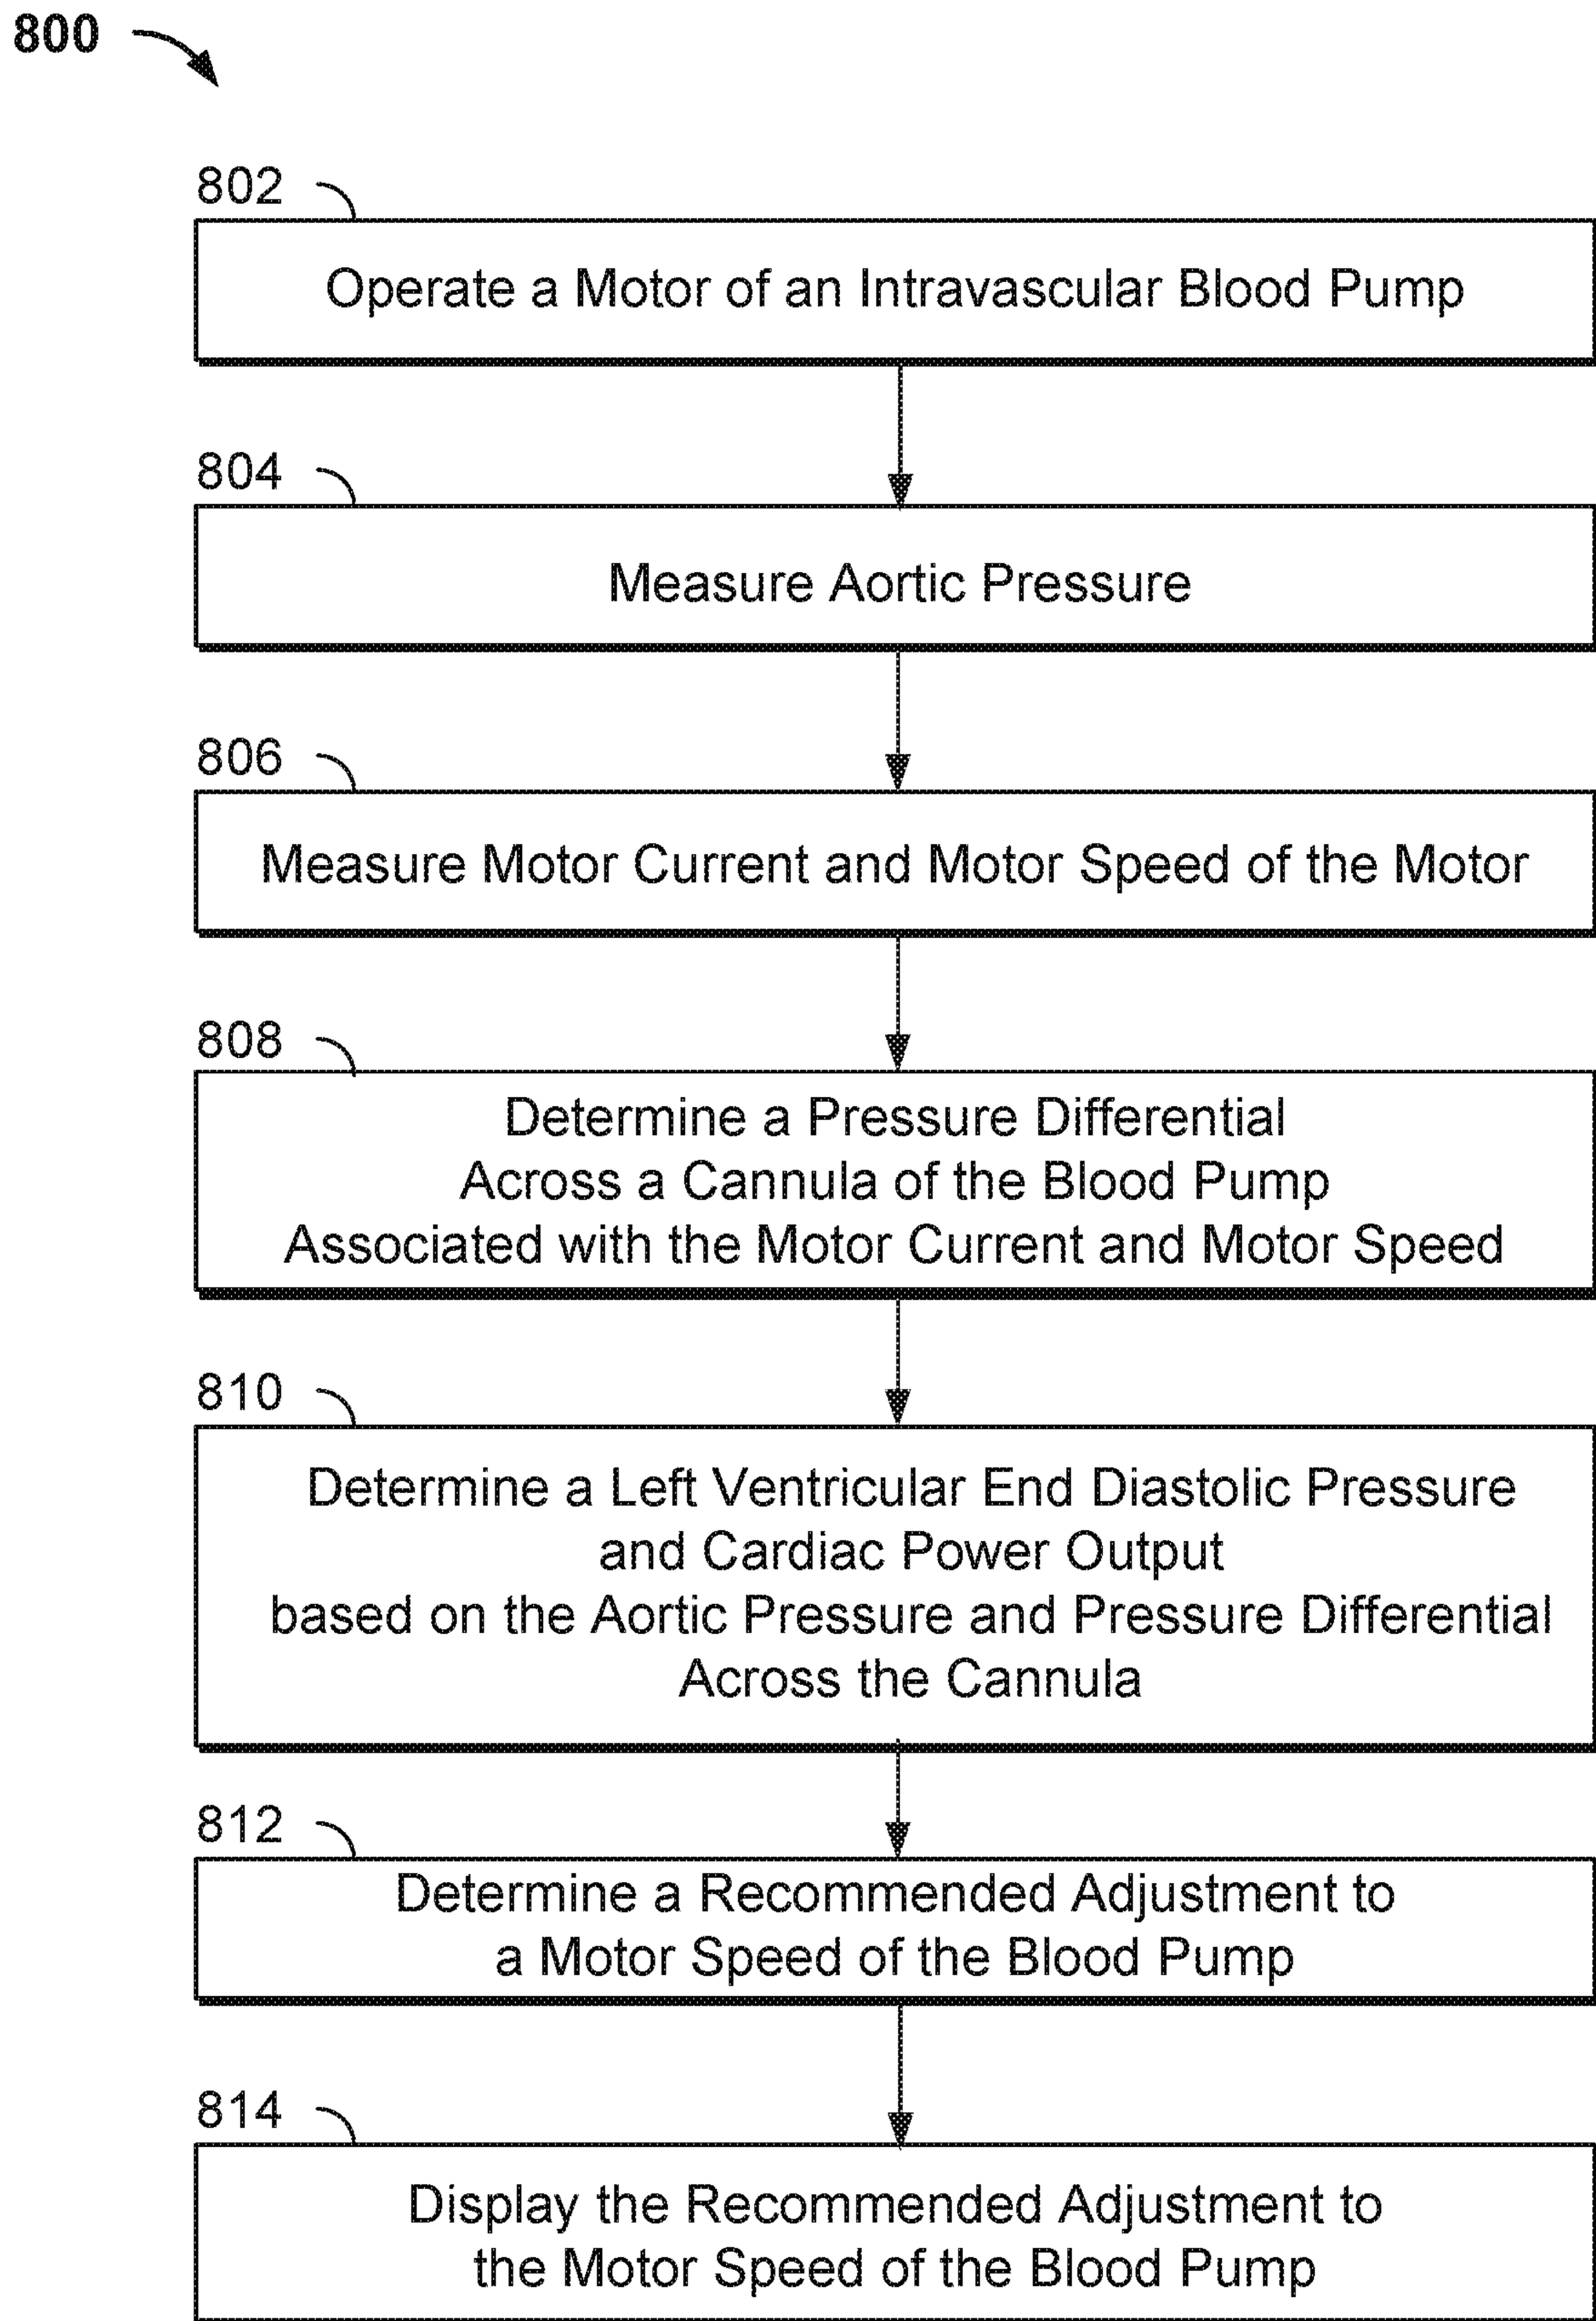 800
802
Operate a Motor of an Intravascular Blood Pump
804
Measure Aortic Pressure
806
Measure Motor Current and Motor Speed of the Motor
808
Determine a Pressure Differential
Across a Cannula of the Blood Pump
Associated with the Motor Current and Motor Speed
810
Determine a Left Ventricular End Diastolic Pressure
and Cardiac Power Output
based on the Aortic Pressure and Pressure Differential
Across the Cannula
812
Determine a Recommended Adjustment to
a Motor Speed of the Blood Pump
814
Display the Recommended Adjustment to
the Motor Speed of the Blood Pump